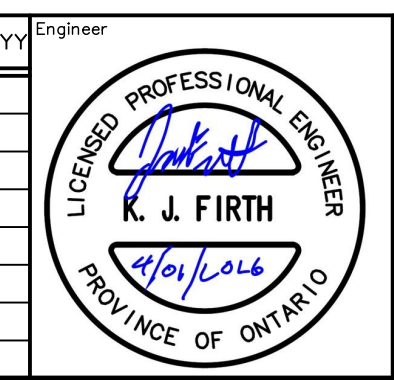 YY
Engineer
LICENSED PROFESSIONAL ENGINEER
K. J. FIRTH
4/01/2016
PROVINCE OF ONTARIO